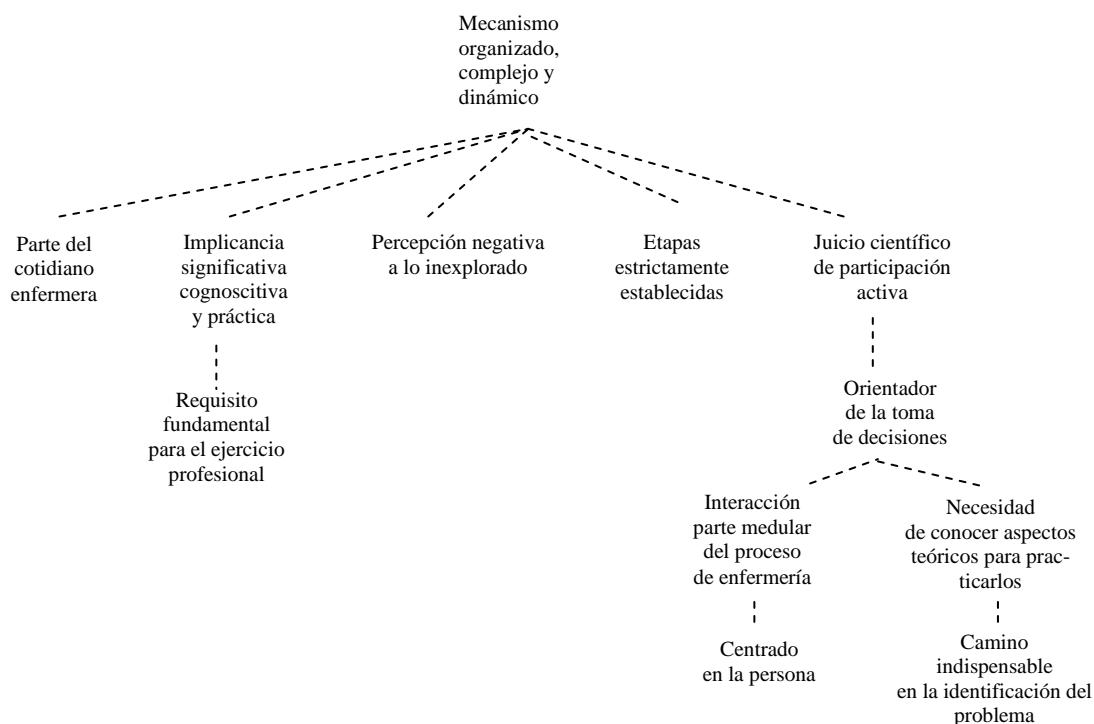 Mecanismo
organizado,
complejo y
dinámico
Parte del
cotidiano
enfermera
Implicancia
significativa
cognoscitiva
y práctica
Percepción negativa
a lo inexplorado
Etapas
estrictamente
establecidas
Juicio científico
de participación
activa
Requisito
fundamental
para el ejercicio
profesional
Orientador
de la toma
de decisiones
Interacción
parte medular
del proceso
de enfermería
Necesidad
de conocer aspectos
teóricos para prac-
ticarlos
Centrado
en la persona
Camino
indispensable
en la identificación del
problema